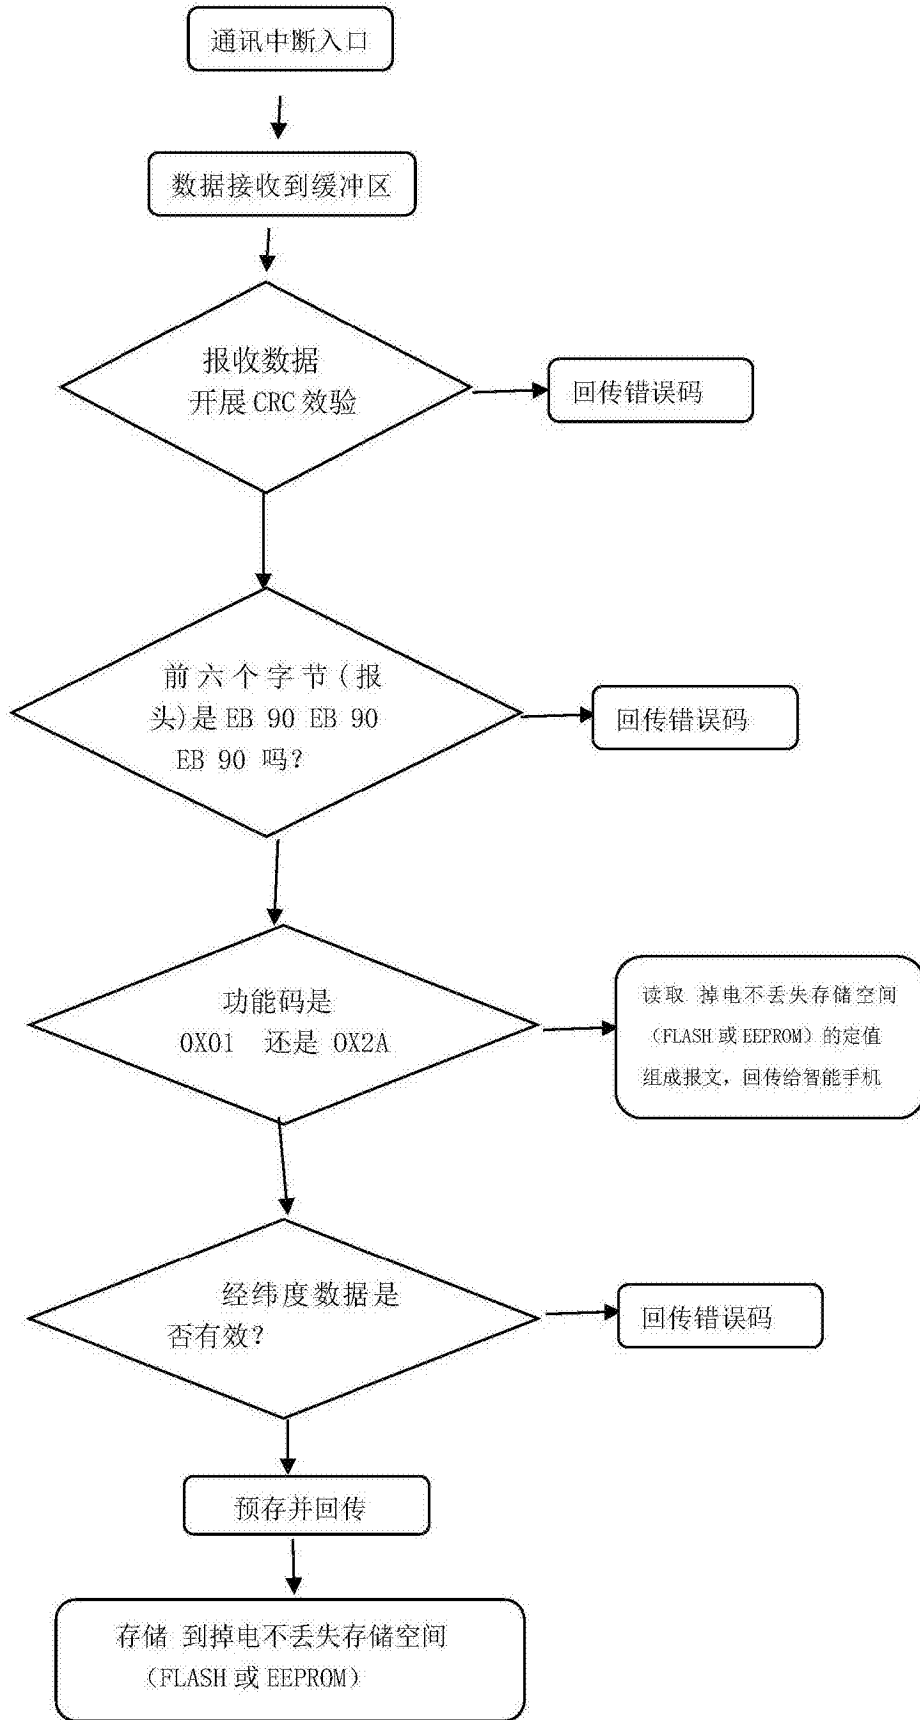 通讯中断入口
数据接收到缓冲区
报收数据
开展 CRC 效验
回传错误码
前六个字节(报
头)是 EB 90 EB 90
EB 90 吗?
回传错误码
功能码是
0X01 还是 0X2A
读取 掉电不丢失存储空间
(FLASH 或 EEPROM) 的定值
组成报文, 回传给智能手机
经纬度数据是
否有效?
回传错误码
预存并回传
存储 到掉电不丢失存储空间
(FLASH 或 EEPROM)